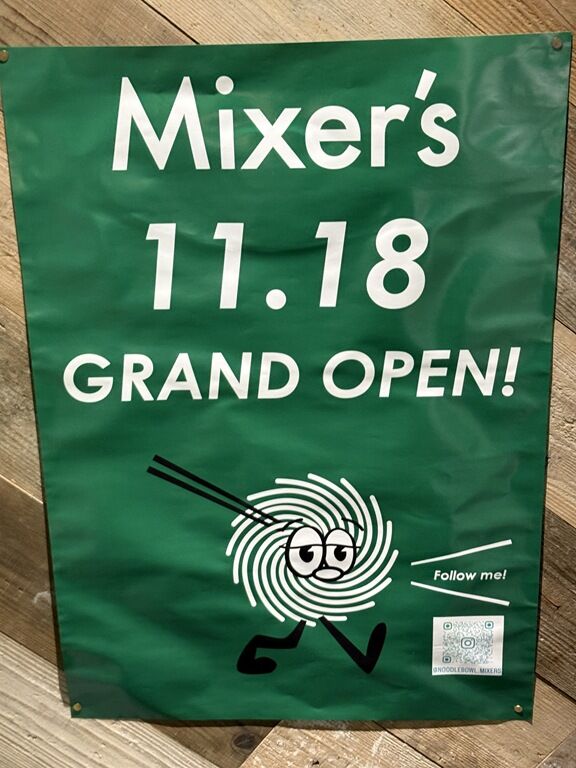 Mixer's
11.18
GRAND OPEN!
Follow me!
@NOODLEBOWL_MIXERS